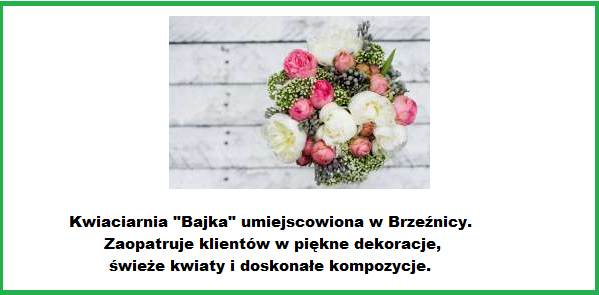 Kwiaciarnia "Bajka" umiejscowiona w Brzeźnicy.
Zaopatruje klientów w piękne dekoracje,
świeże kwiaty i doskonałe kompozycje.